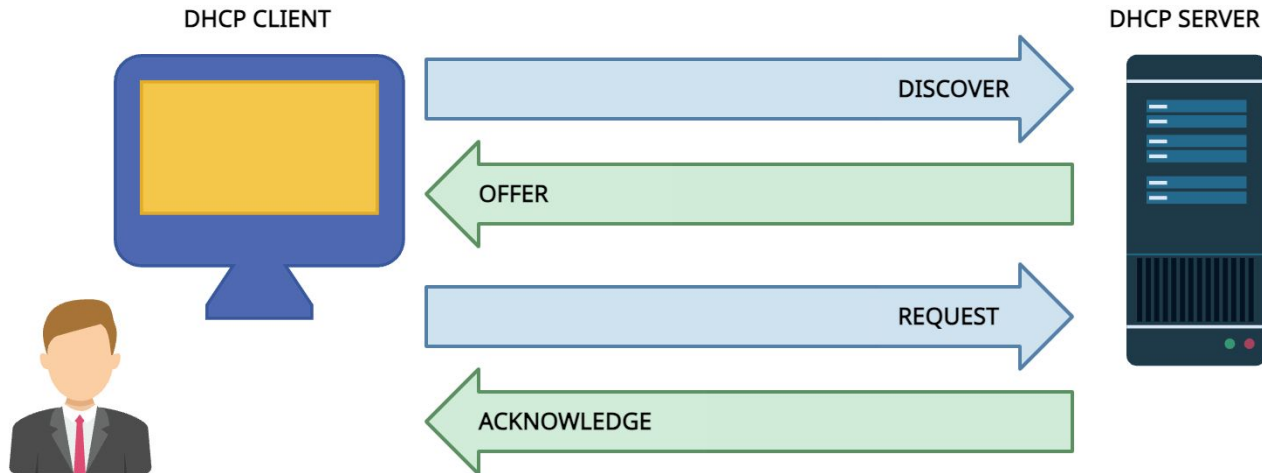 DHCP CLIENT
DHCP SERVER
DISCOVER
OFFER
REQUEST
ACKNOWLEDGE